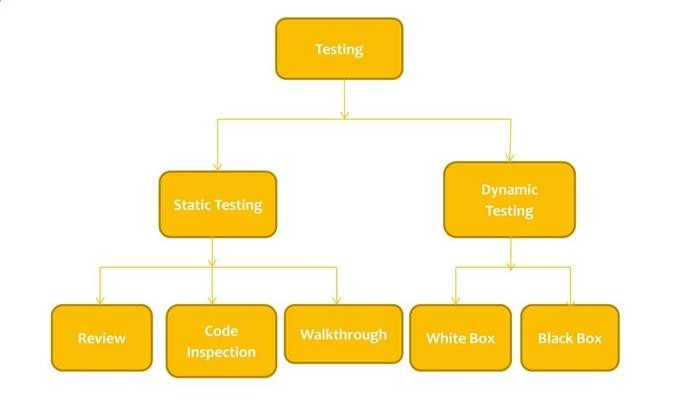 Testing
Static Testing
Dynamic
Testing
Review
Code
Inspection
Walkthrough
White Box
Black Box